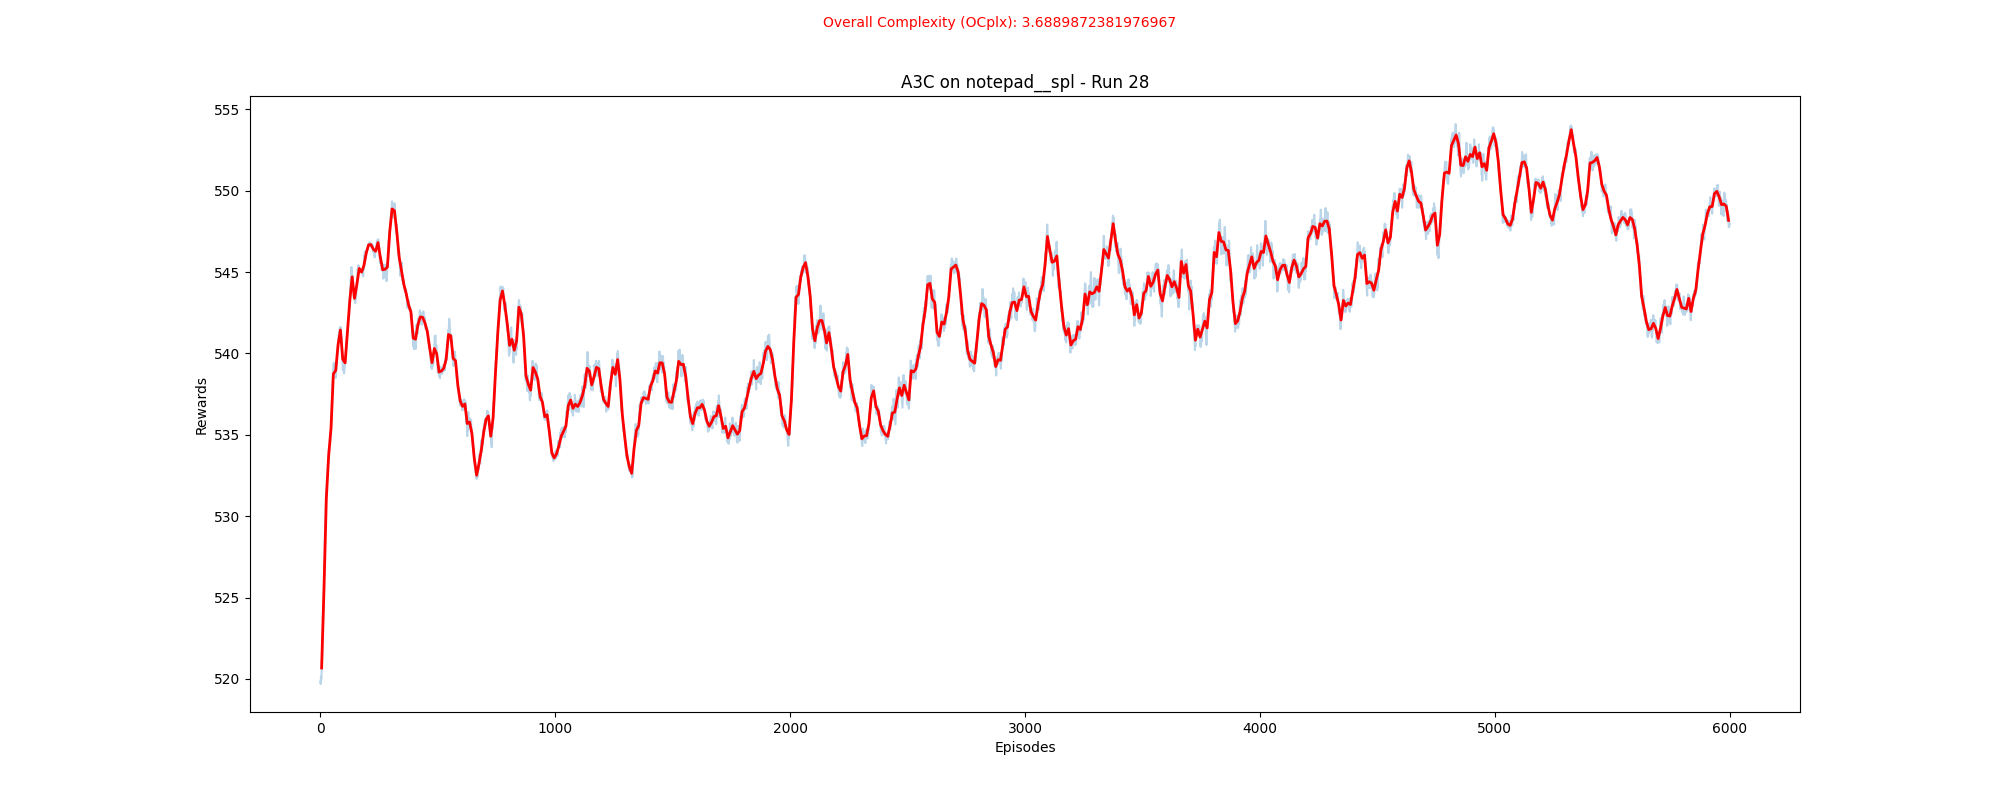 Overall Complexity (OCplx): 3.6889872381976967
A3C on notepad__spl - Run 28
555
550
545
540
535
530
525
520
Rewards
0 1000 2000 3000 4000 5000 6000
Episodes